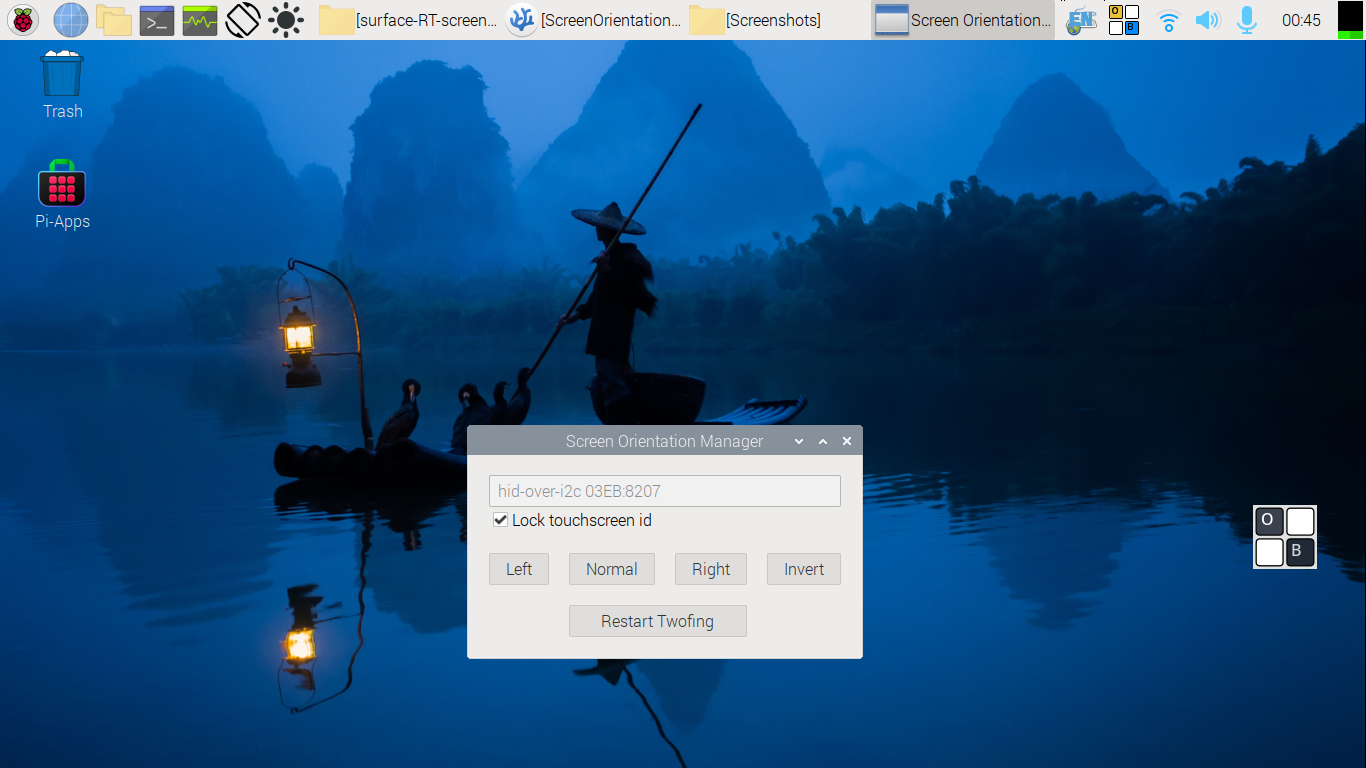 [surface-RT-screen... [ScreenOrientation... [Screenshots] Screen Orientation... EN O B 00:45
Trash
Pi-Apps
Screen Orientation Manager
hid-over-i2c 03EB:8207
Lock touchscreen id
O
B
Left Normal Right Invert
Restart Twofing